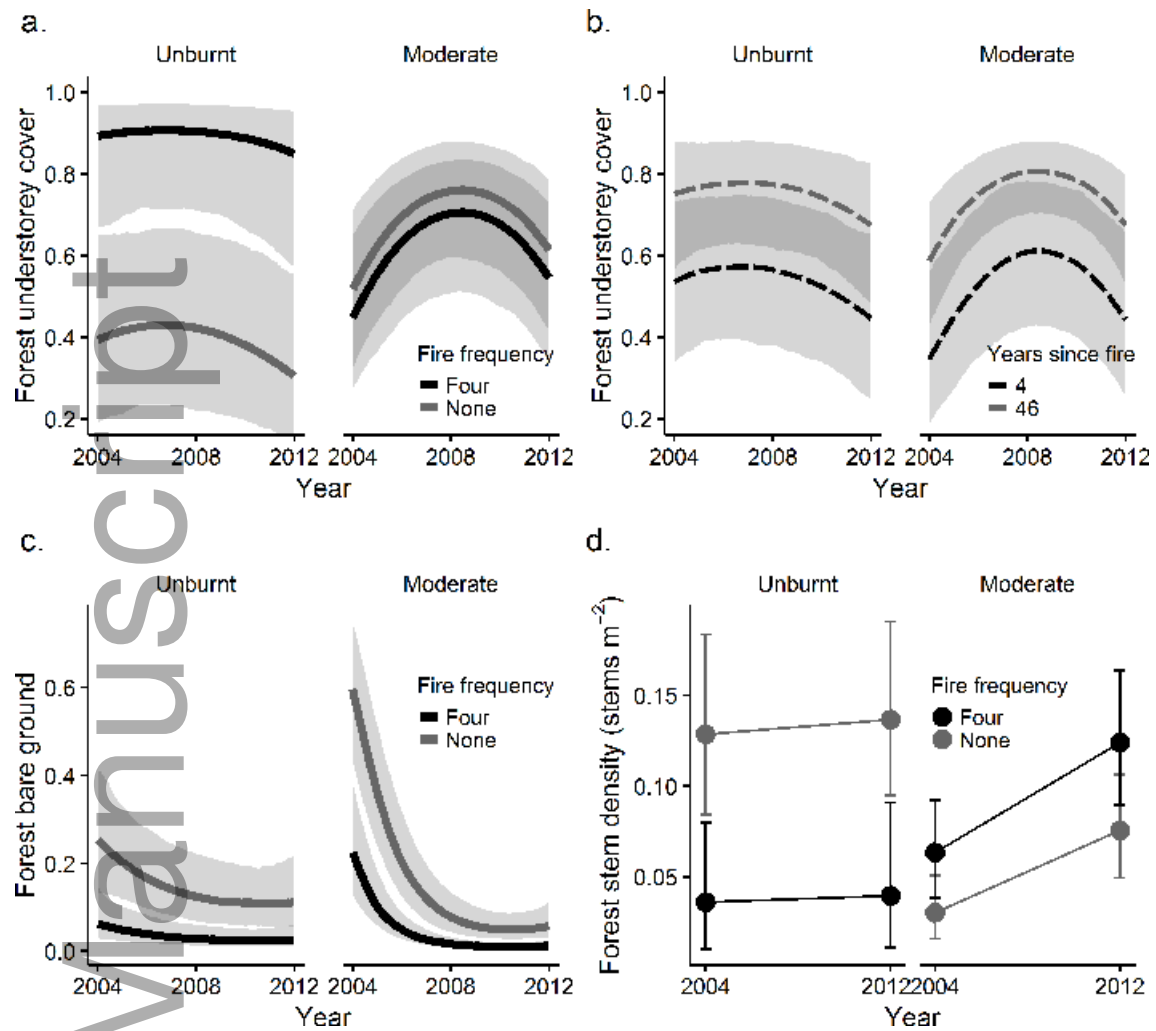 a.
Unburnt
Moderate
Forest understorey cover
1.0
0.8
0.6
0.4
0.2
Fire frequency
Four
None
2004
2008
2012
2004
2008
2012
Year
b.
Unburnt
Moderate
Forest understorey cover
1.0
0.8
0.6
0.4
0.2
Years since fire
4
46
2004
2008
2012
2004
2008
2012
Year
c.
Unburnt
Moderate
Forest bare ground
0.6
0.4
0.2
0.0
Fire frequency
Four
None
2004
2008
2012
2004
2008
2012
Year
d.
Unburnt
Moderate
Forest stem density (stems m⁻²)
0.15
0.10
0.05
Fire frequency
Four
None
2004
2012
2004
2012
Year
Manuscript